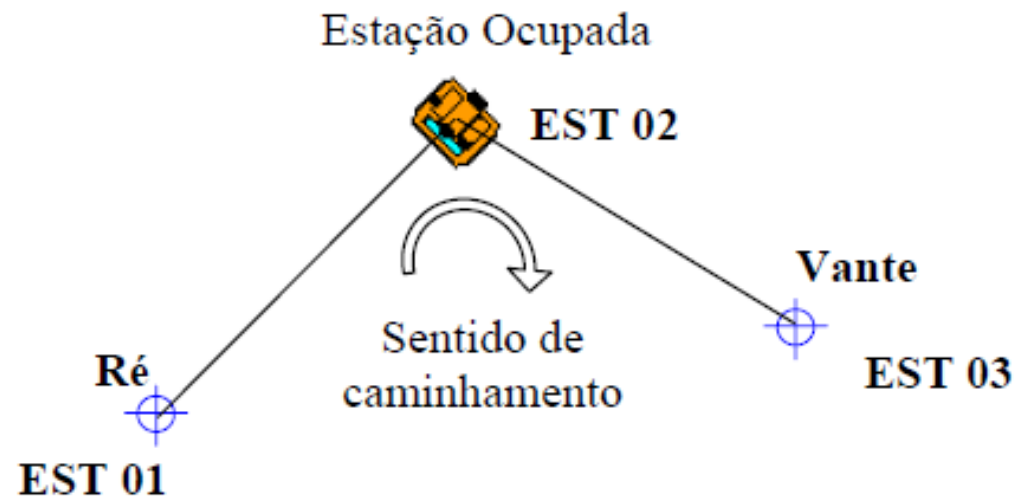 Estação Ocupada
EST 02
Vante
Sentido de
caminhamento
Ré
EST 03
EST 01